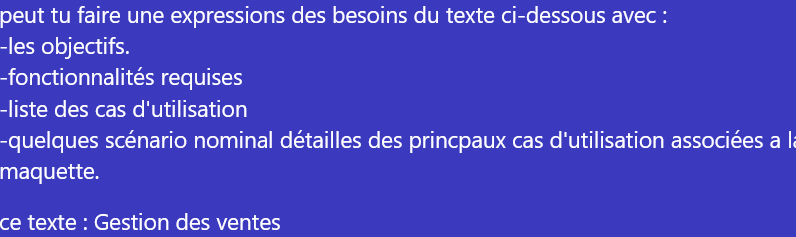 peut tu faire une expressions des besoins du texte ci-dessous avec :
-les objectifs.
-fonctionnalités requises
-liste des cas d'utilisation
-quelques scénario nominal détailles des princpaux cas d'utilisation associées a la
maquette.
ce texte : Gestion des ventes